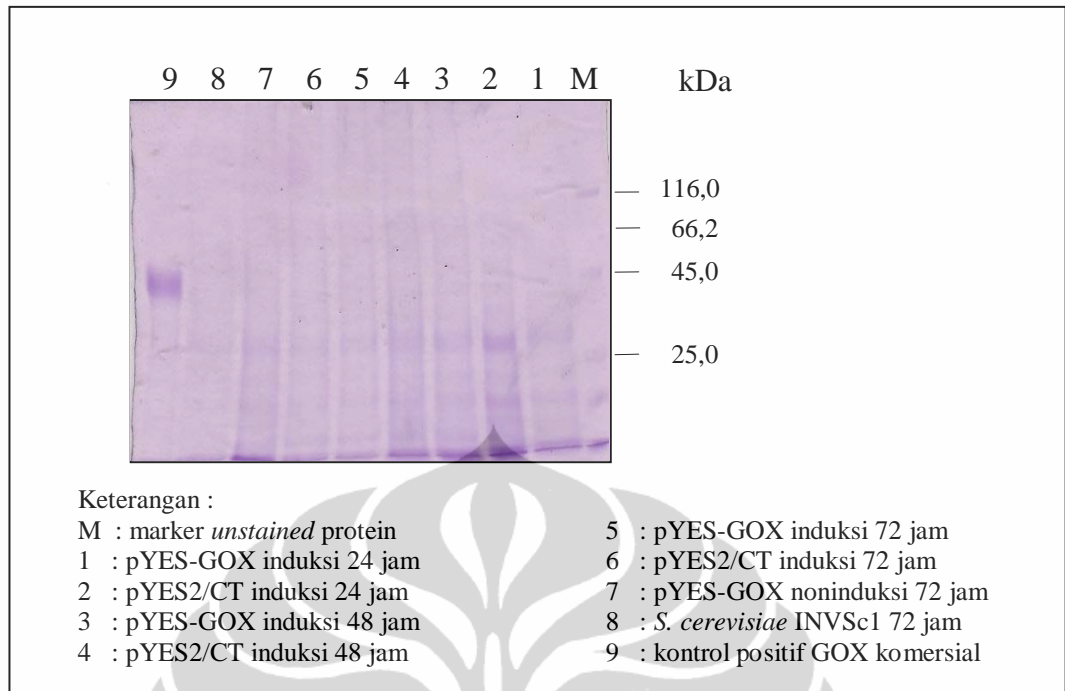 9 8 7 6 5 4 3 2 1 M kDa
116,0
66,2
45,0
25,0
Keterangan :
M : marker unstained protein
1 : pYES-GOX induksi 24 jam
2 : pYES2/CT induksi 24 jam
3 : pYES-GOX induksi 48 jam
4 : pYES2/CT induksi 48 jam
5 : pYES-GOX induksi 72 jam
6 : pYES2/CT induksi 72 jam
7 : pYES-GOX noninduksi 72 jam
8 : S. cerevisiae INVSc1 72 jam
9 : kontrol positif GOX komersial